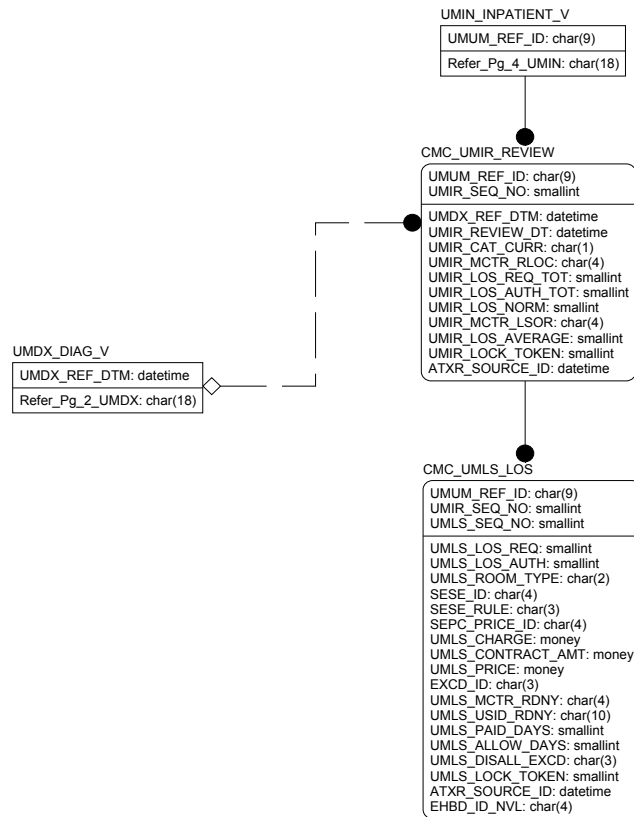 UMIN_INPATIENT_V
UMUM_REF_ID: char(9)
Refer_Pg_4_UMIN: char(18)
CMC_UMIR_REVIEW
UMUM_REF_ID: char(9)
UMIR_SEQ_NO: smallint
UMDX_REF_DTM: datetime
UMIR_REVIEW_DT: datetime
UMIR_CAT_CURR: char(1)
UMIR_MCTR_RLOC: char(4)
UMIR_LOS_REQ_TOT: smallint
UMIR_LOS_AUTH_TOT: smallint
UMIR_LOS_NORM: smallint
UMIR_MCTR_LSOR: char(4)
UMIR_LOS_AVERAGE: smallint
UMIR_LOCK_TOKEN: smallint
ATXR_SOURCE_ID: datetime
UMDX_DIAG_V
UMDX_REF_DTM: datetime
Refer_Pg_2_UMDX: char(18)
CMC_UMLS_LOS
UMUM_REF_ID: char(9)
UMIR_SEQ_NO: smallint
UMLS_SEQ_NO: smallint
UMLS_LOS_REQ: smallint
UMLS_LOS_AUTH: smallint
UMLS_ROOM_TYPE: char(2)
SESE_ID: char(4)
SESE_RULE: char(3)
SEPC_PRICE_ID: char(4)
UMLS_CHARGE: money
UMLS_CONTRACT_AMT: money
UMLS_PRICE: money
EXCD_ID: char(3)
UMLS_MCTR_RDNY: char(4)
UMLS_USID_RDNY: char(10)
UMLS_PAID_DAYS: smallint
UMLS_ALLOW_DAYS: smallint
UMLS_DISALL_EXCD: char(3)
UMLS_LOCK_TOKEN: smallint
ATXR_SOURCE_ID: datetime
EHBD_ID_NVL: char(4)